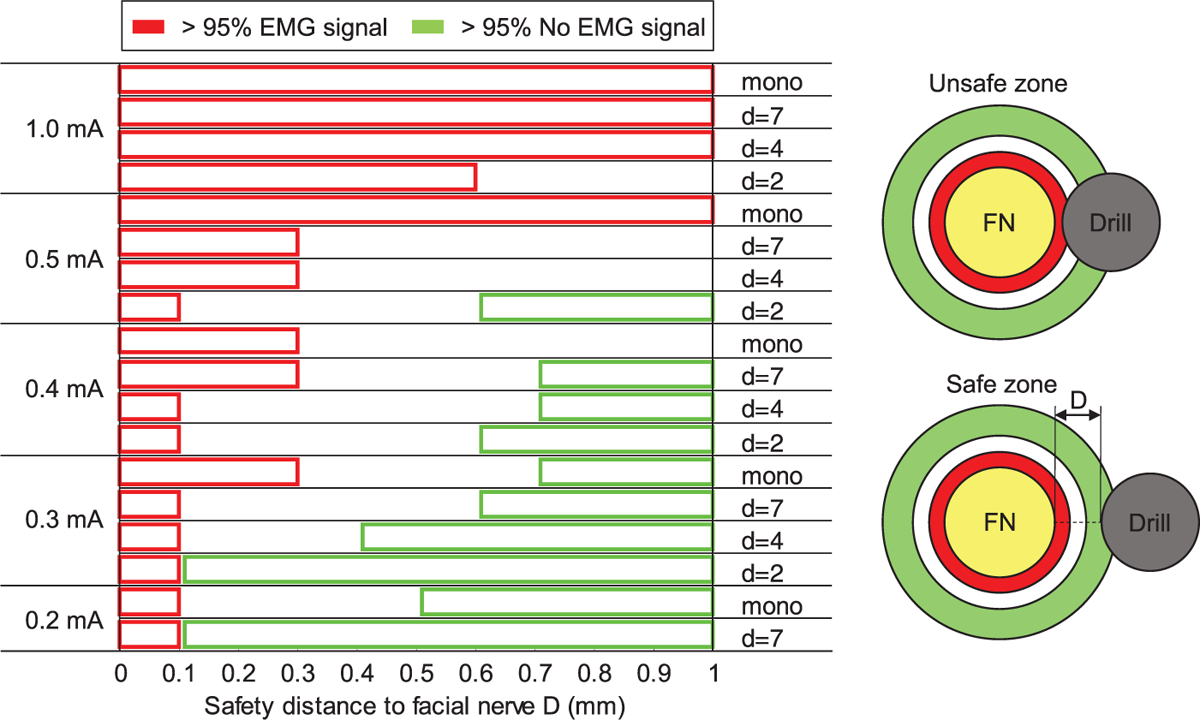 > 95% EMG signal > 95% No EMG signal
1.0 mA
mono
d=7
d=4
d=2
0.5 mA
mono
d=7
d=4
d=2
0.4 mA
mono
d=7
d=4
d=2
0.3 mA
mono
d=7
d=4
d=2
0.2 mA
mono
d=7
0 0.1 0.2 0.3 0.4 0.5 0.6 0.7 0.8 0.9 1
Safety distance to facial nerve D (mm)
Unsafe zone
FN Drill
Safe zone
D
FN Drill